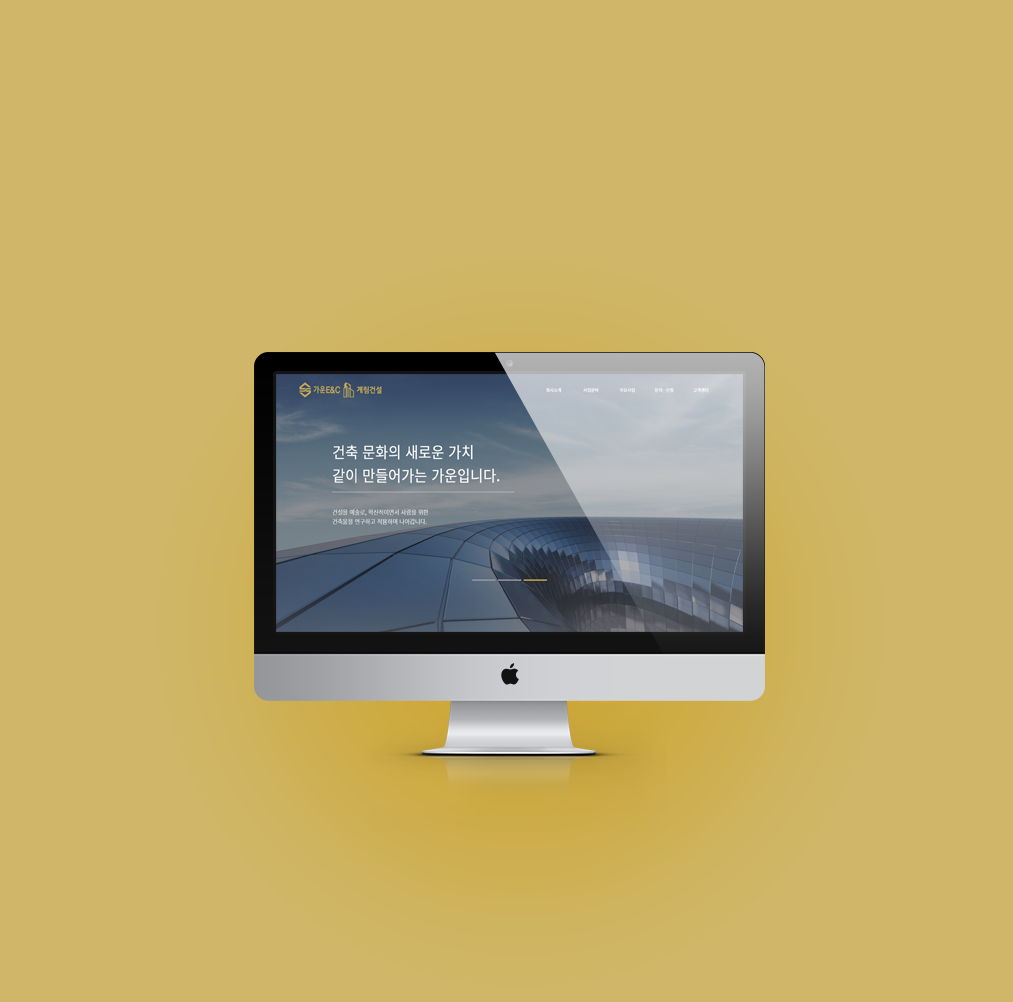 가운E&C 계림건설
회사소개 사업분야 주요사업 분양·신청 고객센터
건축 문화의 새로운 가치
같이 만들어가는 가운입니다.
건설을 예술로, 혁신적이면서 사람을 위한
건축물을 연구하고 적용하며 나아갑니다.